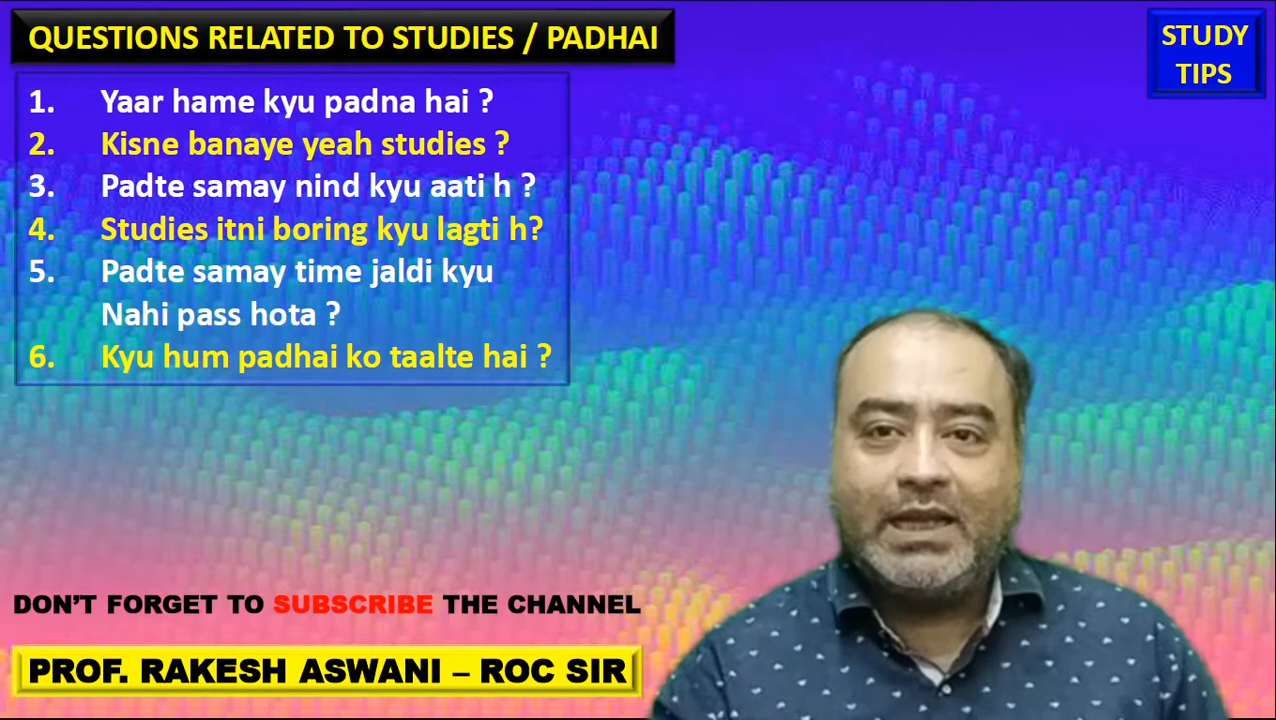 QUESTIONS RELATED TO STUDIES / PADHAI
STUDY
TIPS
1. Yaar hame kyu padna hai ?
2. Kisne banaye yeah studies ?
3. Padte samay nind kyu aati h ?
4. Studies itni boring kyu lagti h?
5. Padte samay time jaldi kyu
Nahi pass hota ?
6. Kyu hum padhai ko taalte hai ?
DON'T FORGET TO SUBSCRIBE THE CHANNEL
PROF. RAKESH ASWANI – ROC SIR